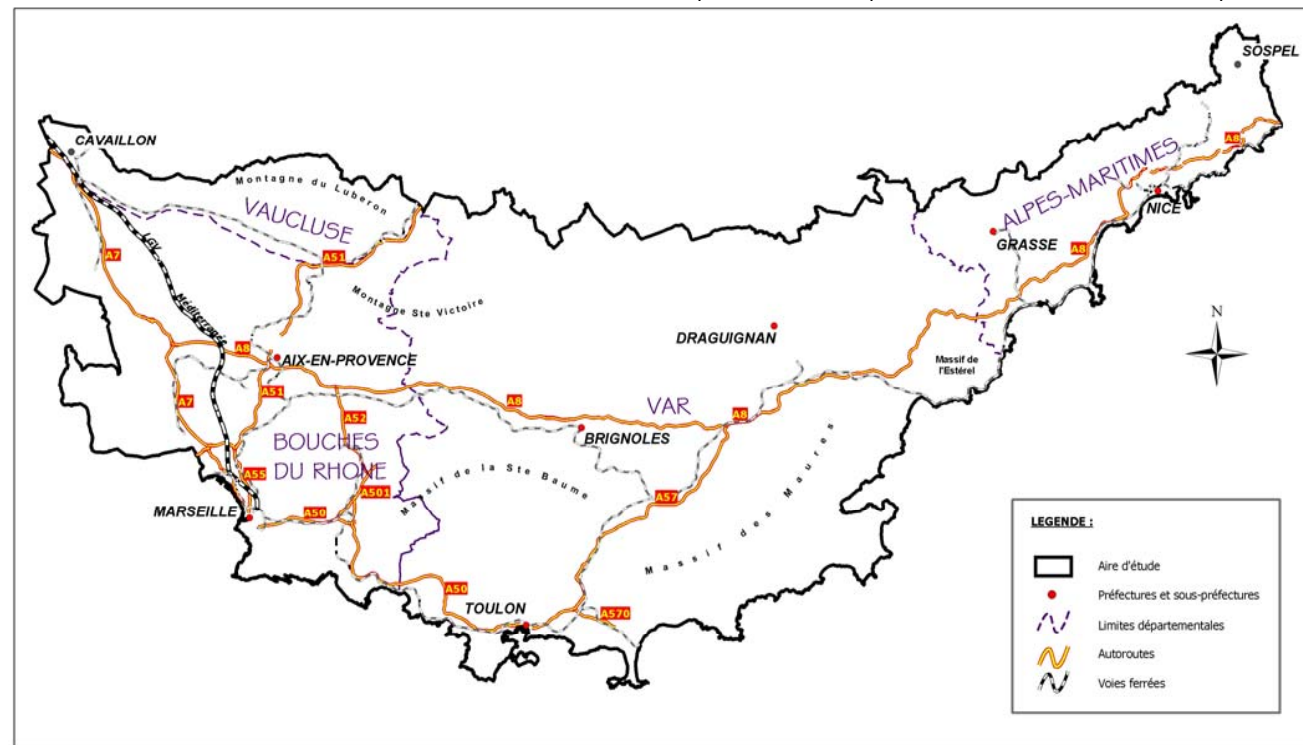 SOSPEL
CAVAILLON
A8
ALPES-MARITIMES
Montagne du Luberon
NICE
VAUCLUSE
GRASSE
A8
A7
LGV
Méditerranée
A51
Montagne Ste Victoire
N
DRAGUIGNAN
A8
AIX-EN-PROVENCE
Massif de
l'Estérel
A51
A7
A52
A8
VAR
A8
BRIGNOLES
BOUCHES
DU RHONE
A55
Massif de la Ste Baume
A501
A57
MARSEILLE
A50
Massif des Maures
A50
TOULON
A570
LEGENDE :
Aire d'étude
Préfectures et sous-préfectures
Limites départementales
Autoroutes
Voies ferrées